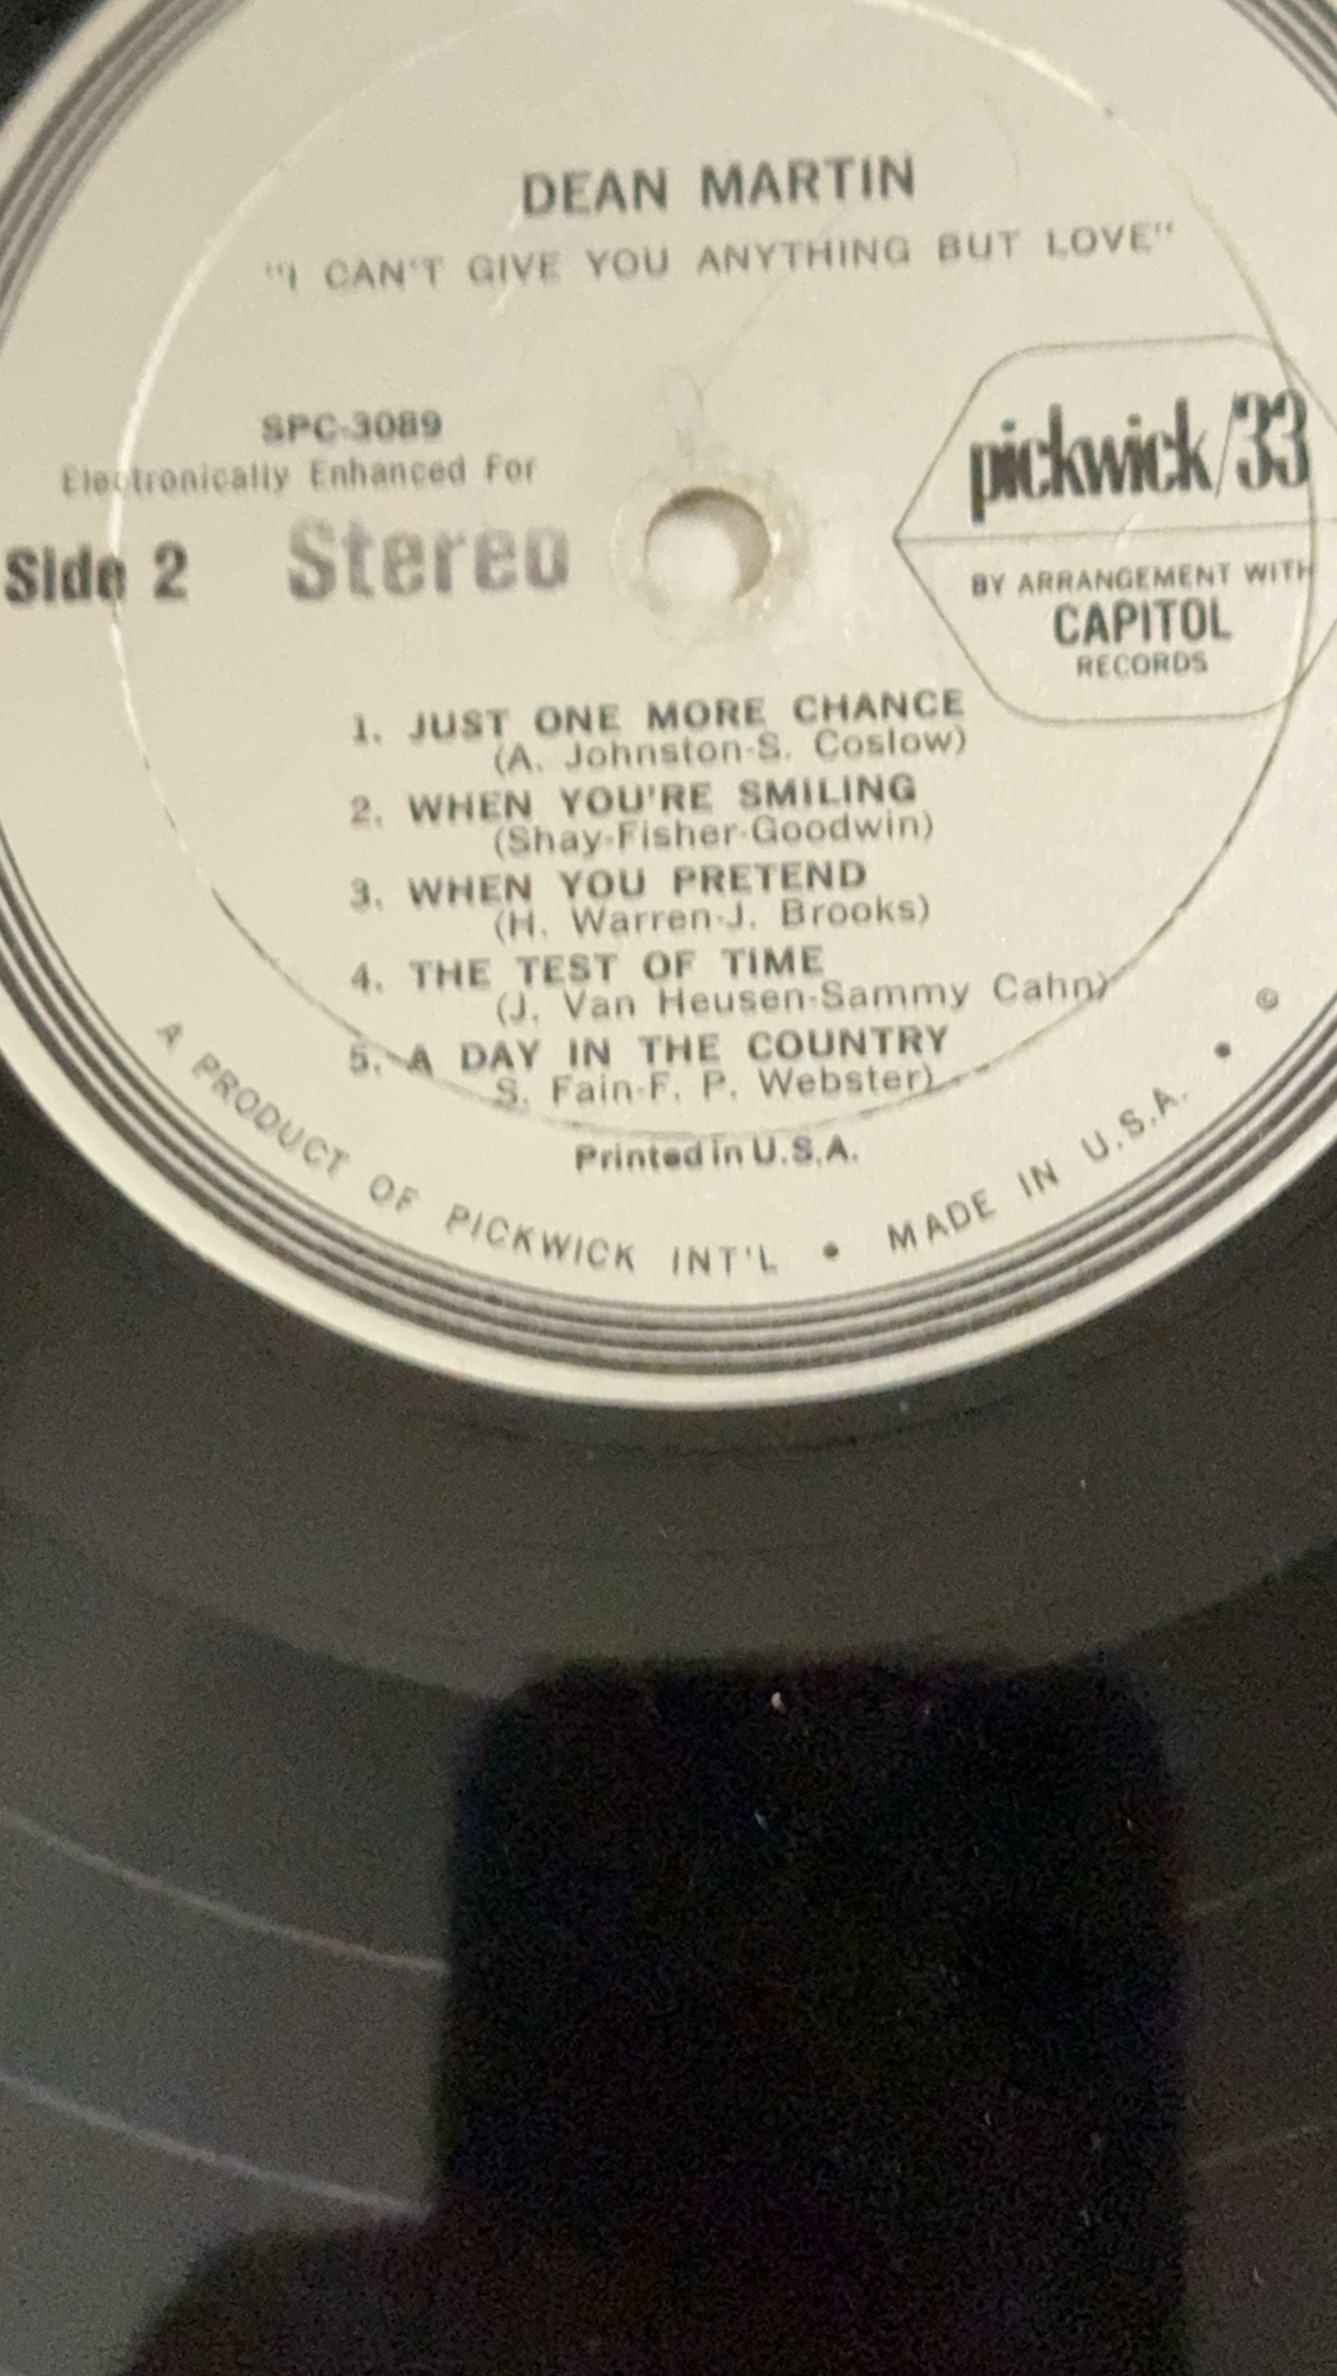 DEAN MARTIN
"I CAN'T GIVE YOU ANYTHING BUT LOVE"
SPC-3089
Electronically Enhanced For
Side 2 Stereo
pickwick/33
BY ARRANGEMENT WITH
CAPITOL
RECORDS
1. JUST ONE MORE CHANCE
(A. Johnston-S. Coslow)
2. WHEN YOU'RE SMILING
(Shay-Fisher-Goodwin)
3. WHEN YOU PRETEND
(H. Warren-J. Brooks)
4. THE TEST OF TIME
(J. Van Heusen-Sammy Cahn)
5. A DAY IN THE COUNTRY
S. Fain-F. P. Webster)
Printed in U.S.A.
A PRODUCT OF PICKWICK INT'L • MADE IN U.S.A. • ©